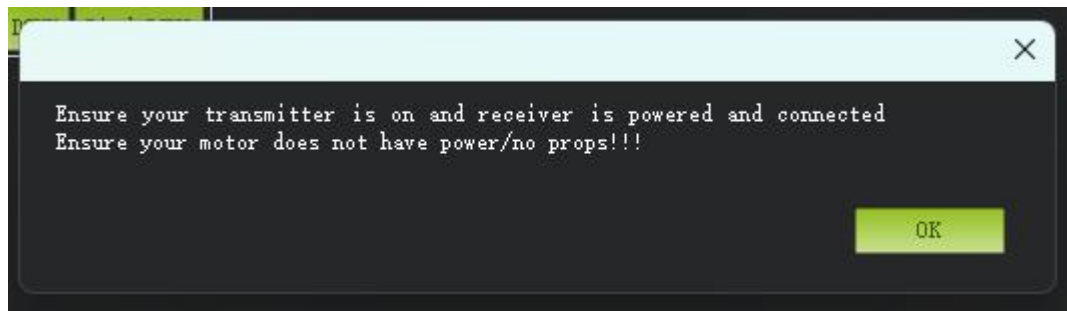 Ensure your transmitter is on and receiver is powered and connected
Ensure your motor does not have power/no props!!!
OK